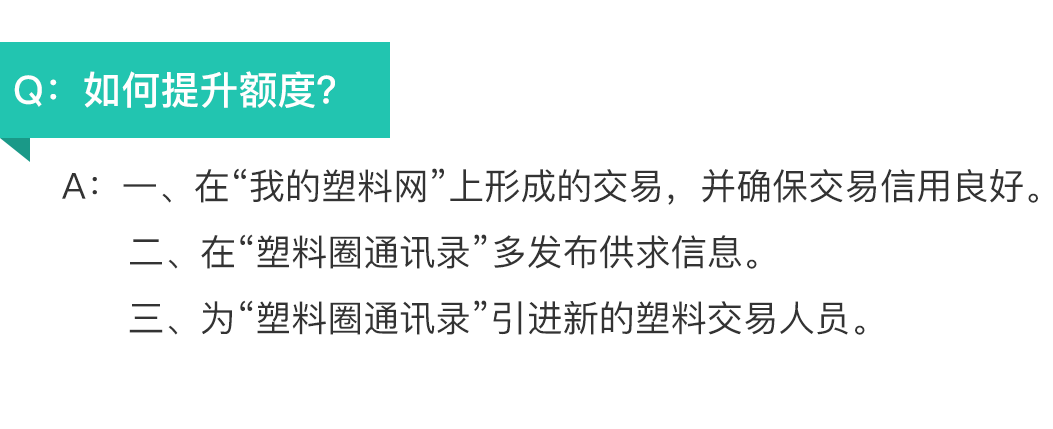 Q：如何提升额度?
A：一、在“我的塑料网”上形成的交易，并确保交易信用良好。
二、在“塑料圈通讯录”多发布供求信息。
三、为“塑料圈通讯录”引进新的塑料交易人员。